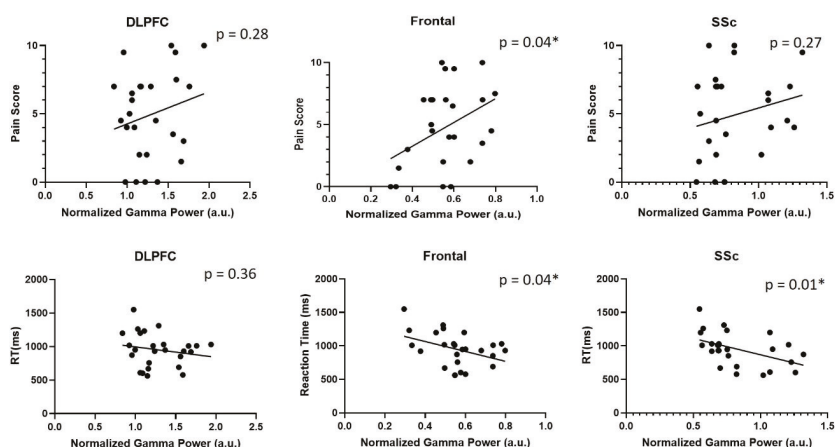 DLPFC
p = 0.28
Pain Score
10
5
0
0.0 0.5 1.0 1.5 2.0 2.5
Normalized Gamma Power (a.u.)
Frontal
p = 0.04*
Pain Score
10
8
6
4
2
0
0.0 0.2 0.4 0.6 0.8 1.0
Normalized Gamma Power (a.u.)
SSc
p = 0.27
Pain Score
10
5
0
0.0 0.5 1.0 1.5
Normalized Gamma Power (a.u.)
DLPFC
p = 0.36
RT(ms)
2000
1500
1000
500
0
0.0 0.5 1.0 1.5 2.0 2.5
Normalized Gamma Power (a.u.)
Frontal
p = 0.04*
Reaction Time (ms)
2000
1500
1000
500
0
0.0 0.2 0.4 0.6 0.8 1.0
Normalized Gamma Power (a.u.)
SSc
p = 0.01*
RT(ms)
2000
1500
1000
500
0
0.0 0.5 1.0 1.5
Normalized Gamma Power (a.u.)